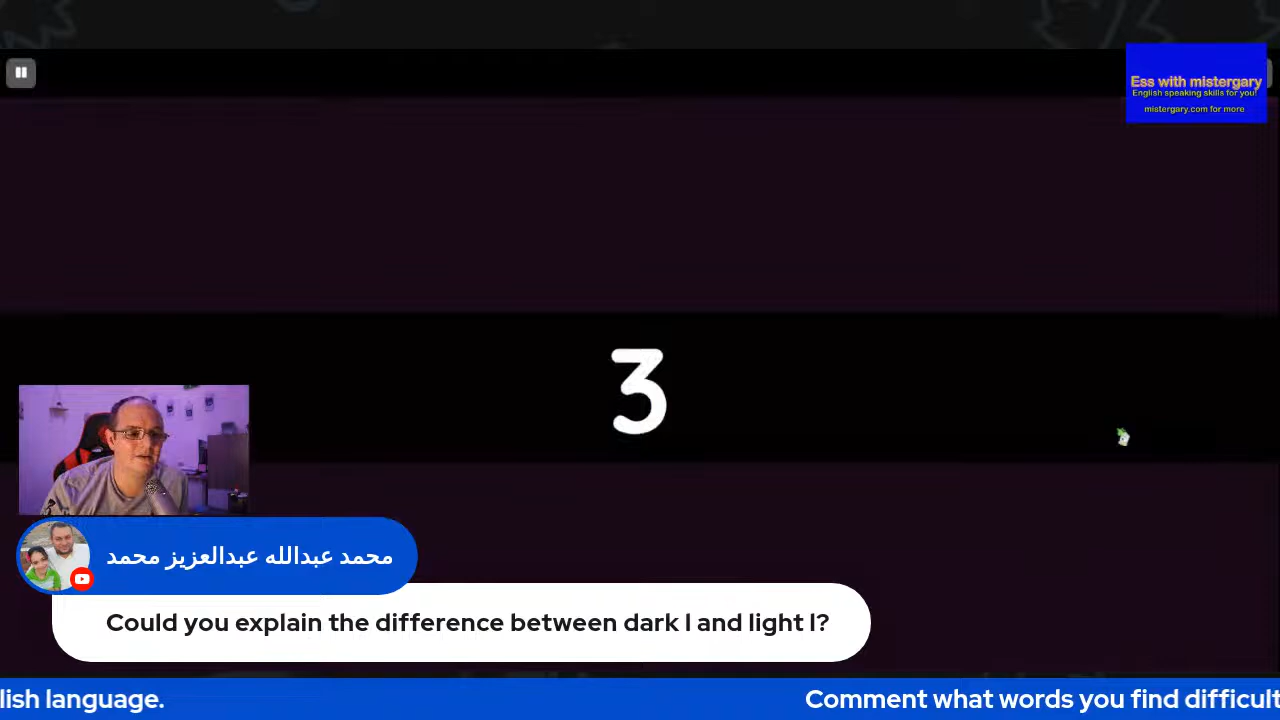 Ess with mistergary
English speaking skills for you!
mistergary.com for more
3
محمد عبدالله عبدالعزيز محمد
Could you explain the difference between dark l and light l?
lish language.
Comment what words you find difficult